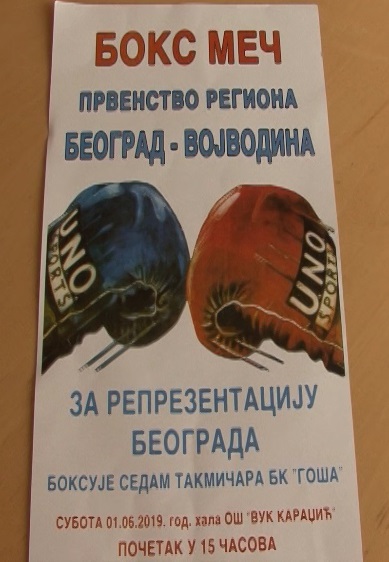 БОКС МЕЧ
ПРВЕНСТВО РЕГИОНА
БЕОГРАД - ВОЈВОДИНА
UNO
SPORTS
UNO
SPORTS
ЗА РЕПРЕЗЕНТАЦИЈУ
БЕОГРАДА
БОКСУЈЕ СЕДАМ ТАКМИЧАРА БК "ГОША"
СУБОТА 01.06.2019. год. хала ОШ "ВУК КАРАЏИЋ"
ПОЧЕТАК У 15 ЧАСОВА